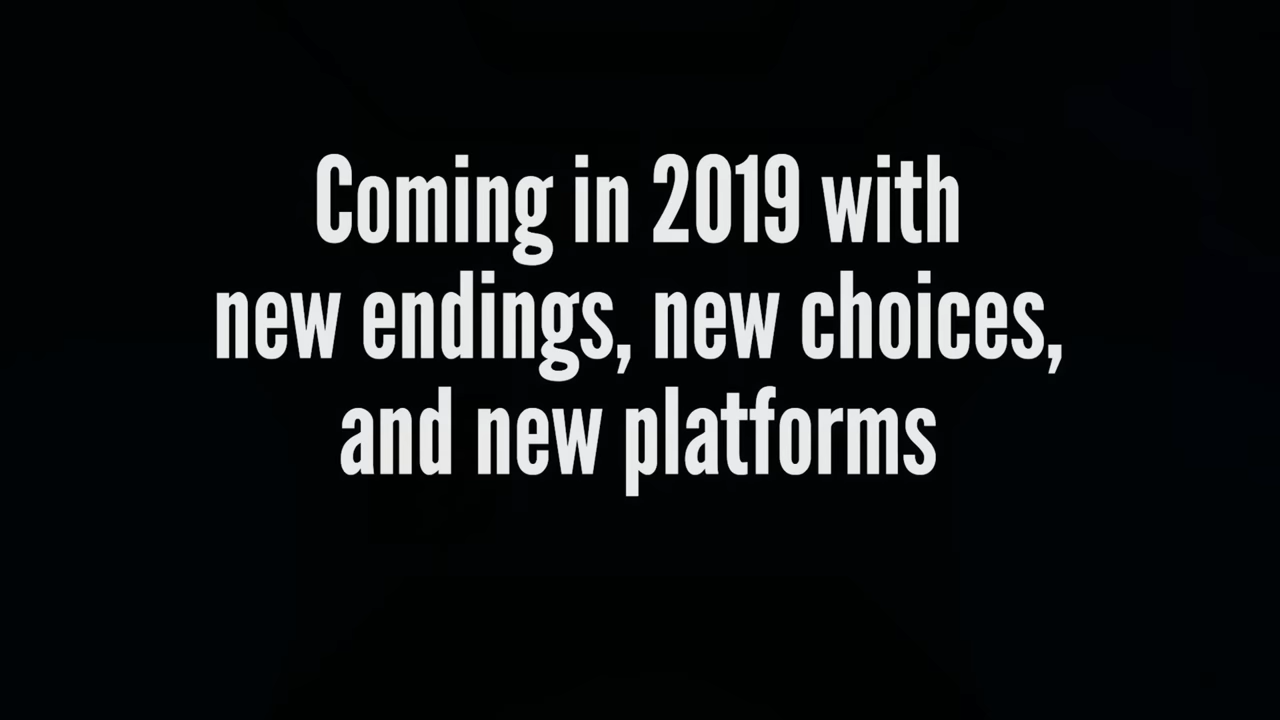 Coming in 2019 with
new endings, new choices,
and new platforms